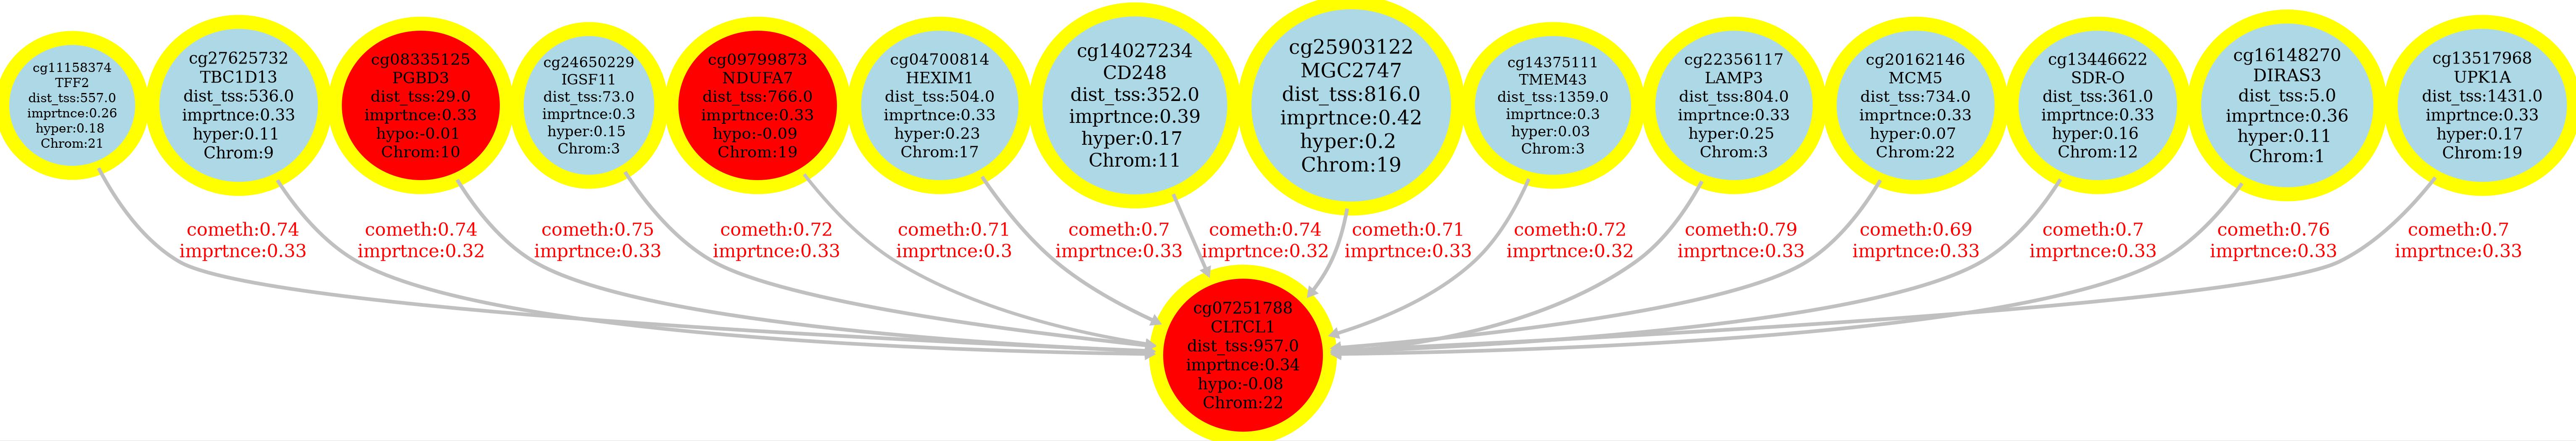 cg11158374
TFF2
dist_tss:557.0
imprtnce:0.26
hyper:0.18
Chrom:21
cg27625732
TBC1D13
dist_tss:536.0
imprtnce:0.33
hyper:0.11
Chrom:9
cg08335125
PGBD3
dist_tss:29.0
imprtnce:0.33
hypo:-0.01
Chrom:10
cg24650229
IGSF11
dist_tss:73.0
imprtnce:0.3
hyper:0.15
Chrom:3
cg09799873
NDUFA7
dist_tss:766.0
imprtnce:0.33
hypo:-0.09
Chrom:19
cg04700814
HEXIM1
dist_tss:504.0
imprtnce:0.33
hyper:0.23
Chrom:17
cg14027234
CD248
dist_tss:352.0
imprtnce:0.39
hyper:0.17
Chrom:11
cg25903122
MGC2747
dist_tss:816.0
imprtnce:0.42
hyper:0.2
Chrom:19
cg14375111
TMEM43
dist_tss:1359.0
imprtnce:0.3
hyper:0.03
Chrom:3
cg22356117
LAMP3
dist_tss:804.0
imprtnce:0.33
hyper:0.25
Chrom:3
cg20162146
MCM5
dist_tss:734.0
imprtnce:0.33
hyper:0.07
Chrom:22
cg13446622
SDR-O
dist_tss:361.0
imprtnce:0.33
hyper:0.16
Chrom:12
cg16148270
DIRAS3
dist_tss:5.0
imprtnce:0.36
hyper:0.11
Chrom:1
cg13517968
UPK1A
dist_tss:1431.0
imprtnce:0.33
hyper:0.17
Chrom:19
cometh:0.74
imprtnce:0.33
cometh:0.74
imprtnce:0.32
cometh:0.75
imprtnce:0.33
cometh:0.72
imprtnce:0.33
cometh:0.71
imprtnce:0.3
cometh:0.7
imprtnce:0.33
cometh:0.74
imprtnce:0.32
cometh:0.71
imprtnce:0.33
cometh:0.72
imprtnce:0.32
cometh:0.79
imprtnce:0.33
cometh:0.69
imprtnce:0.33
cometh:0.7
imprtnce:0.33
cometh:0.76
imprtnce:0.33
cometh:0.7
imprtnce:0.33
cg07251788
CLTCL1
dist_tss:957.0
imprtnce:0.34
hypo:-0.08
Chrom:22